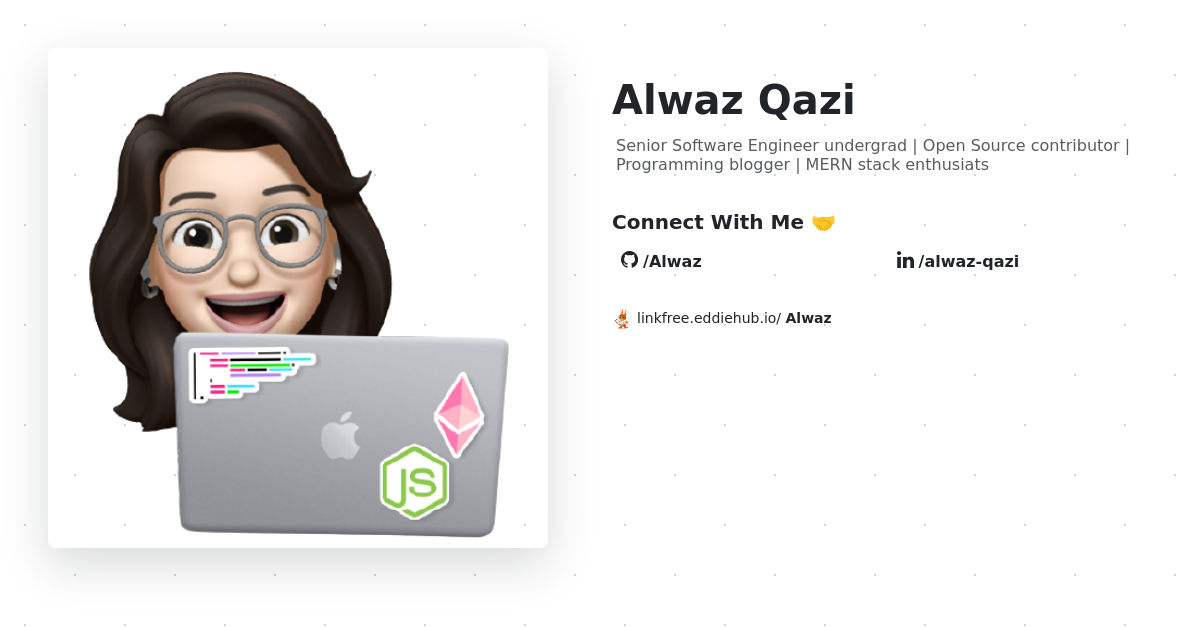 Alwaz Qazi
Senior Software Engineer undergrad | Open Source contributor |
Programming blogger | MERN stack enthusiats
Connect With Me 🤝
/Alwaz
/alwaz-qazi
linkfree.eddiehub.io/ Alwaz
JS